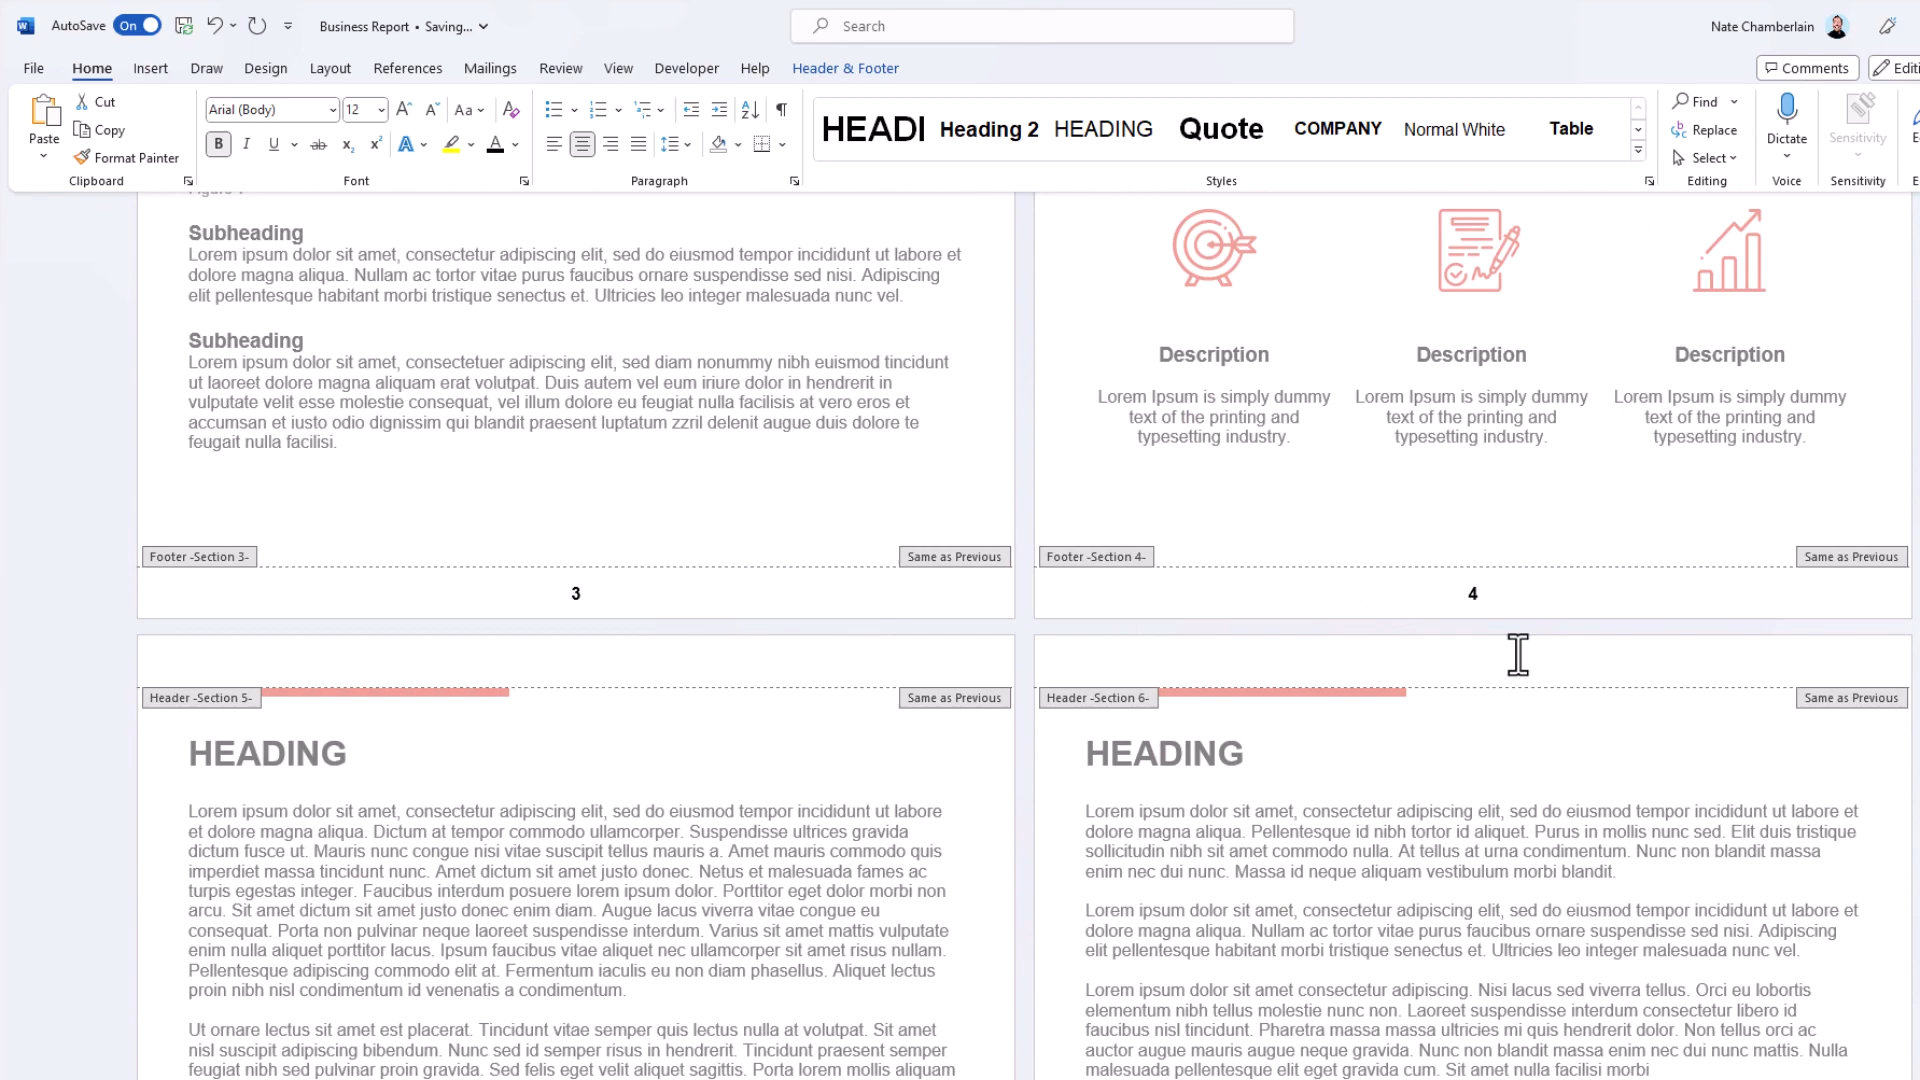 AutoSave On Business Report • Saving... Search Nate Chamberlain
File Home Insert Draw Design Layout References Mailings Review View Developer Help Header & Footer Comments
Paste
Cut
Copy
Format Painter
Clipboard
Arial (Body) 12
Font
Paragraph
HEADI Heading 2 HEADING Quote COMPANY Normal White Table
Styles
Find
Replace
Select
Editing
Dictate
Voice
Sensitivity
Sensitivity
Subheading
Lorem ipsum dolor sit amet, consectetur adipiscing elit, sed do eiusmod tempor incididunt ut labore et
dolore magna aliqua. Nullam ac tortor vitae purus faucibus ornare suspendisse sed nisi. Adipiscing
elit pellentesque habitant morbi tristique senectus et. Ultricies leo integer malesuada nunc vel.
Subheading
Lorem ipsum dolor sit amet, consectetuer adipiscing elit, sed diam nonummy nibh euismod tincidunt
ut laoreet dolore magna aliquam erat volutpat. Duis autem vel eum iriure dolor in hendrerit in
vulputate velit esse molestie consequat, vel illum dolore eu feugiat nulla facilisis at vero eros et
accumsan et iusto odio dignissim qui blandit praesent luptatum zzril delenit augue duis dolore te
feugait nulla facilisi.
Footer -Section 3- Same as Previous
3
Description
Lorem Ipsum is simply dummy
text of the printing and
typesetting industry.
Description
Lorem Ipsum is simply dummy
text of the printing and
typesetting industry.
Description
Lorem Ipsum is simply dummy
text of the printing and
typesetting industry.
Footer -Section 4- Same as Previous
4
Header -Section 5- Same as Previous
HEADING
Lorem ipsum dolor sit amet, consectetur adipiscing elit, sed do eiusmod tempor incididunt ut labore
et dolore magna aliqua. Dictum at tempor commodo ullamcorper. Suspendisse ultrices gravida
dictum fusce ut. Mauris nunc congue nisi vitae suscipit tellus mauris a. Amet mauris commodo quis
imperdiet massa tincidunt nunc. Amet dictum sit amet justo donec. Netus et malesuada fames ac
turpis egestas integer. Faucibus interdum posuere lorem ipsum dolor. Porttitor eget dolor morbi non
arcu. Sit amet dictum sit amet justo donec enim diam. Augue lacus viverra vitae congue eu
consequat. Porta non pulvinar neque laoreet suspendisse interdum. Varius sit amet mattis vulputate
enim nulla aliquet porttitor lacus. Ipsum faucibus vitae aliquet nec ullamcorper sit amet risus nullam.
Pellentesque adipiscing commodo elit at. Fermentum iaculis eu non diam phasellus. Aliquet lectus
proin nibh nisl condimentum id venenatis a condimentum.
Ut ornare lectus sit amet est placerat. Tincidunt vitae semper quis lectus nulla at volutpat. Sit amet
nisl suscipit adipiscing bibendum. Nunc sed id semper risus in hendrerit. Tincidunt praesent semper
feugiat nibh sed pulvinar proin gravida. Sed felis eget velit aliquet sagittis. Porta lorem mollis aliquam
Header -Section 6- Same as Previous
HEADING
Lorem ipsum dolor sit amet, consectetur adipiscing elit, sed do eiusmod tempor incididunt ut labore et
dolore magna aliqua. Pellentesque id nibh tortor id aliquet. Purus in mollis nunc sed. Elit duis tristique
sollicitudin nibh sit amet commodo nulla. At tellus at urna condimentum. Nunc non blandit massa
enim nec dui nunc. Massa id neque aliquam vestibulum morbi blandit.
Lorem ipsum dolor sit amet, consectetur adipiscing elit, sed do eiusmod tempor incididunt ut labore et
dolore magna aliqua. Nullam ac tortor vitae purus faucibus ornare suspendisse sed nisi. Adipiscing
elit pellentesque habitant morbi tristique senectus et. Ultricies leo integer malesuada nunc vel.
Lorem ipsum dolor sit amet consectetur adipiscing. Nisi lacus sed viverra tellus. Orci eu lobortis
elementum nibh tellus molestie nunc non. Laoreet suspendisse interdum consectetur libero id
faucibus nisl tincidunt. Pharetra massa massa ultricies mi quis hendrerit dolor. Non tellus orci ac
auctor augue mauris augue neque gravida. Nunc non blandit massa enim nec dui nunc mattis. Nulla
malesuada pellentesque elit eget gravida cum. Sit amet nulla facilisi morbi